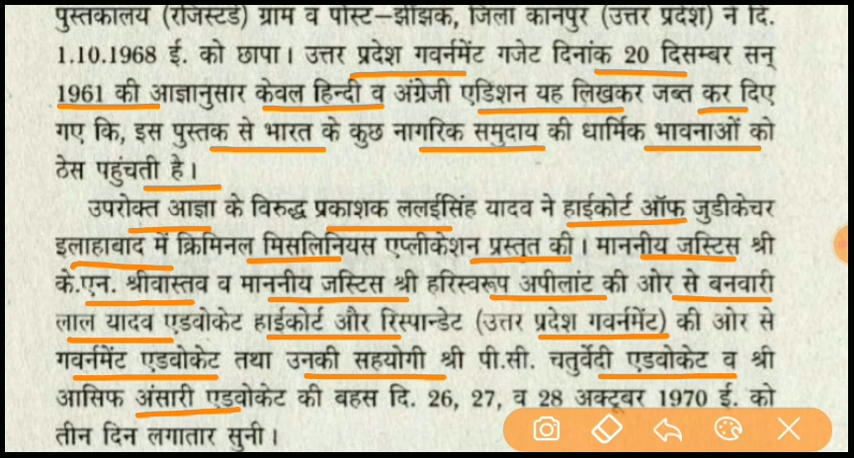 पुस्तकालय (रजिस्टर्ड) ग्राम व पोस्ट–झींझक, जिला कानपुर (उत्तर प्रदेश) ने दि.
1.10.1968 ई. को छापा। उत्तर प्रदेश गवर्नमेंट गजेट दिनांक 20 दिसम्बर सन्
1961 की आज्ञानुसार केवल हिन्दी व अंग्रेजी एडिशन यह लिखकर जब्त कर दिए
गए कि, इस पुस्तक से भारत के कुछ नागरिक समुदाय की धार्मिक भावनाओं को
ठेस पहुंचती है।
उपरोक्त आज्ञा के विरुद्ध प्रकाशक ललईसिंह यादव ने हाईकोर्ट ऑफ जुडीकेचर
इलाहाबाद में क्रिमिनल मिसलिनियस एप्लीकेशन प्रस्तुत की। माननीय जस्टिस श्री
के.एन. श्रीवास्तव व माननीय जस्टिस श्री हरिस्वरूप अपीलांट की ओर से बनवारी
लाल यादव एडवोकेट हाईकोर्ट और रिस्पान्डेट (उत्तर प्रदेश गवर्नमेंट) की ओर से
गवर्नमेंट एडवोकेट तथा उनकी सहयोगी श्री पी.सी. चतुर्वेदी एडवोकेट व श्री
आसिफ अंसारी एडवोकेट की बहस दि. 26, 27, व 28 अक्टूबर 1970 ई. को
तीन दिन लगातार सुनी।